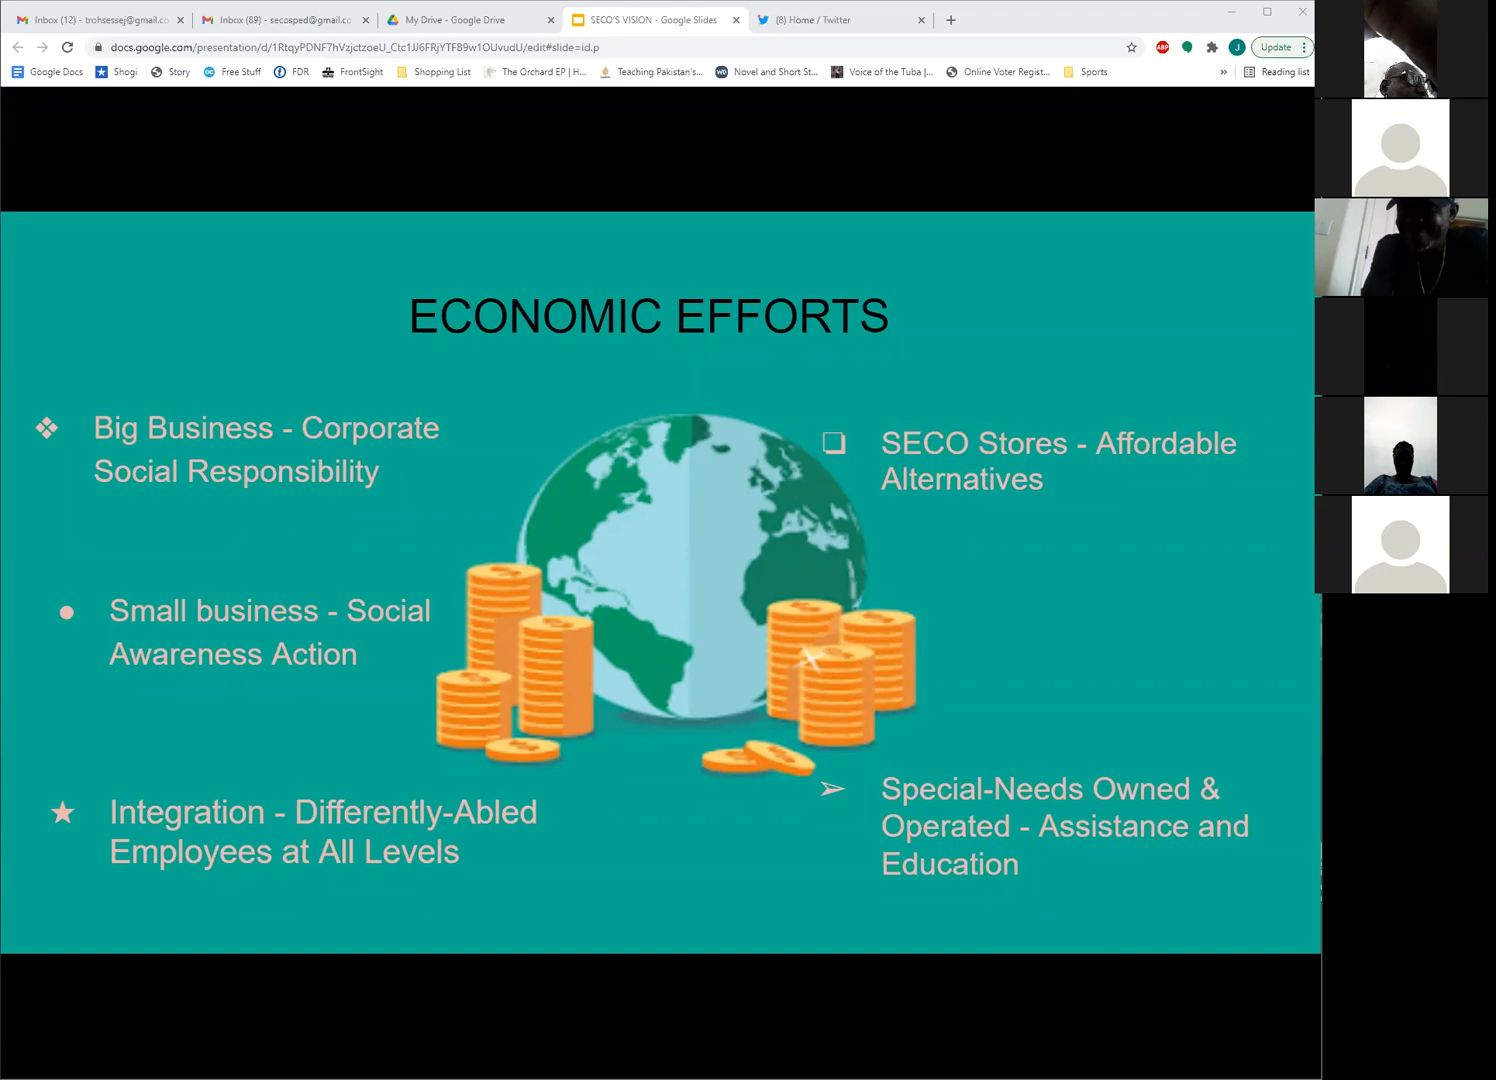 Inbox (12) - trohsessej@gmail.co
Inbox (89) - secosped@gmail.co
My Drive - Google Drive
SECO'S VISION - Google Slides
(8) Home / Twitter
docs.google.com/presentation/d/1RtqyPDNF7hVzjctzoeU_Ctc1JJ6FRjYTFB9w1OUvudU/edit#slide=id.p
ABP
J
Update
Google Docs
Shogi
Story
Free Stuff
FDR
FrontSight
Shopping List
The Orchard EP | H...
Teaching Pakistan's...
Novel and Short St...
Voice of the Tuba |...
Online Voter Regist...
Sports
»
Reading list
ECONOMIC EFFORTS
Big Business - Corporate
Social Responsibility
Small business - Social
Awareness Action
Integration - Differently-Abled
Employees at All Levels
SECO Stores - Affordable
Alternatives
Special-Needs Owned &
Operated - Assistance and
Education